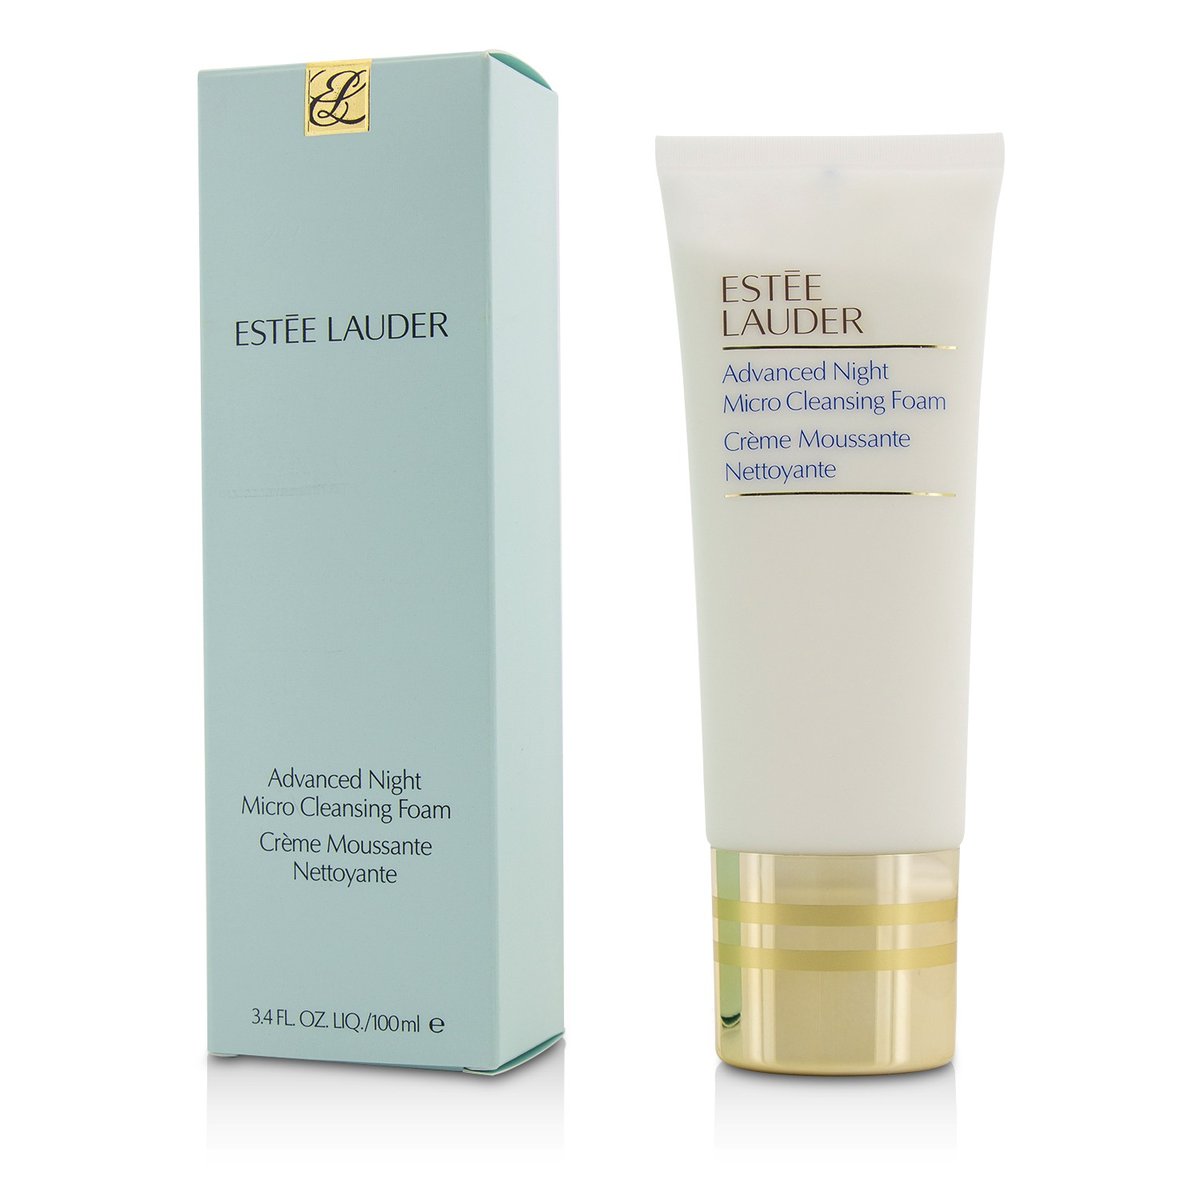 EL
ESTĒE LAUDER
Advanced Night
Micro Cleansing Foam
Crème Moussante
Nettoyante
3.4 FL. OZ. LIQ./100 ml ℮
ESTĒE
LAUDER
Advanced Night
Micro Cleansing Foam
Crème Moussante
Nettoyante